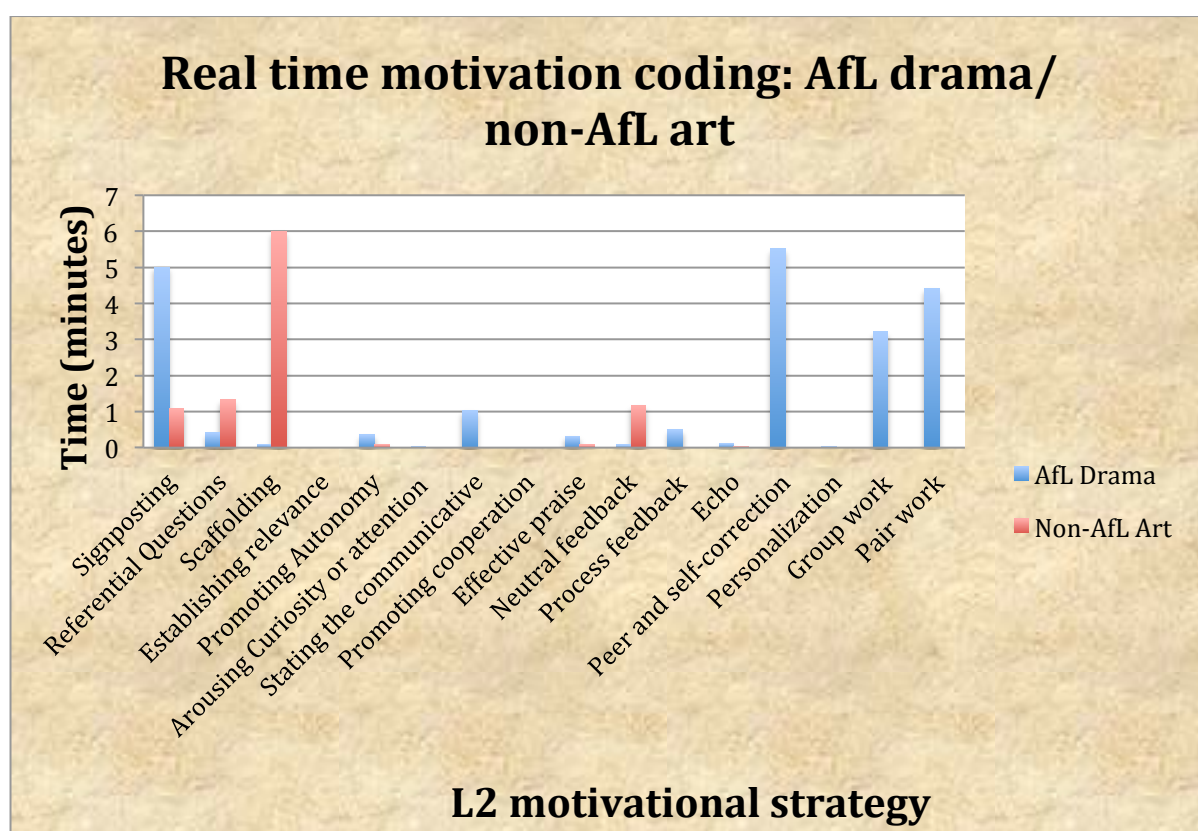 Real time motivation coding: AfL drama/
non-AfL art
Time (minutes)
7
6
5
4
3
2
1
0
Signposting
Referential Questions
Scaffolding
Establishing relevance
Promoting Autonomy
Arousing Curiosity or attention
Stating the communicative
Promoting cooperation
Effective praise
Neutral feedback
Process feedback
Echo
Peer and self-correction
Personalization
Group work
Pair work
AfL Drama
Non-AfL Art
L2 motivational strategy